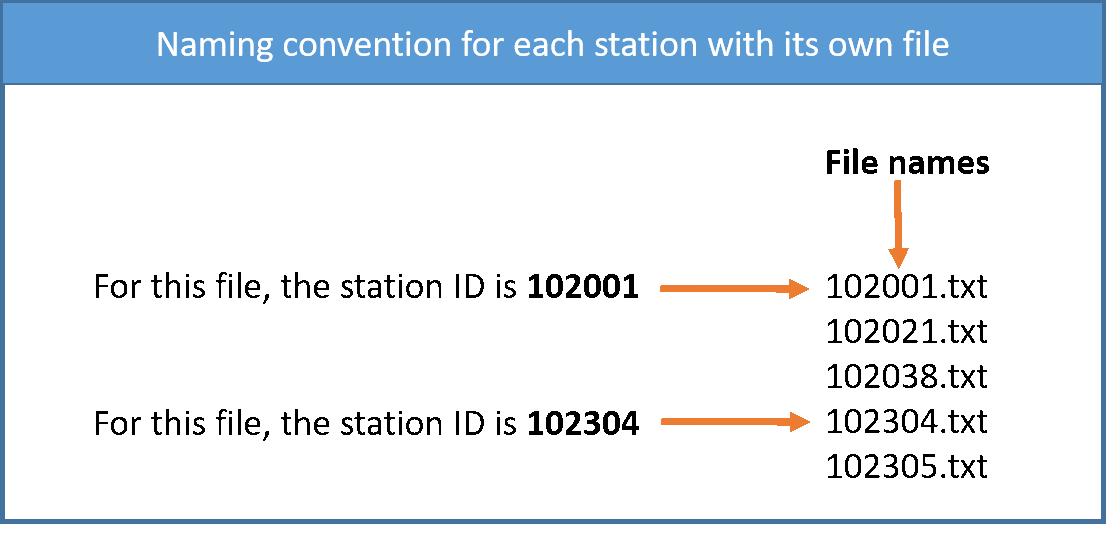 Naming convention for each station with its own file
File names
For this file, the station ID is 102001
102001.txt
102021.txt
102038.txt
For this file, the station ID is 102304
102304.txt
102305.txt